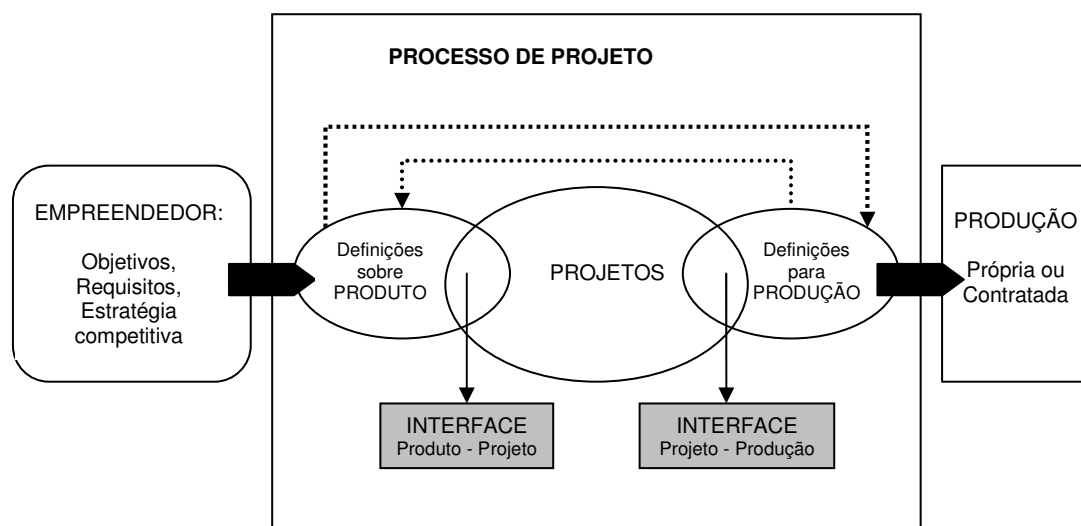 PROCESSO DE PROJETO
EMPREENDEDOR:
Objetivos,
Requisitos,
Estratégia
competitiva
Definições
sobre
PRODUTO
PROJETOS
Definições
para
PRODUÇÃO
PRODUÇÃO
Própria ou
Contratada
INTERFACE
Produto - Projeto
INTERFACE
Projeto - Produção